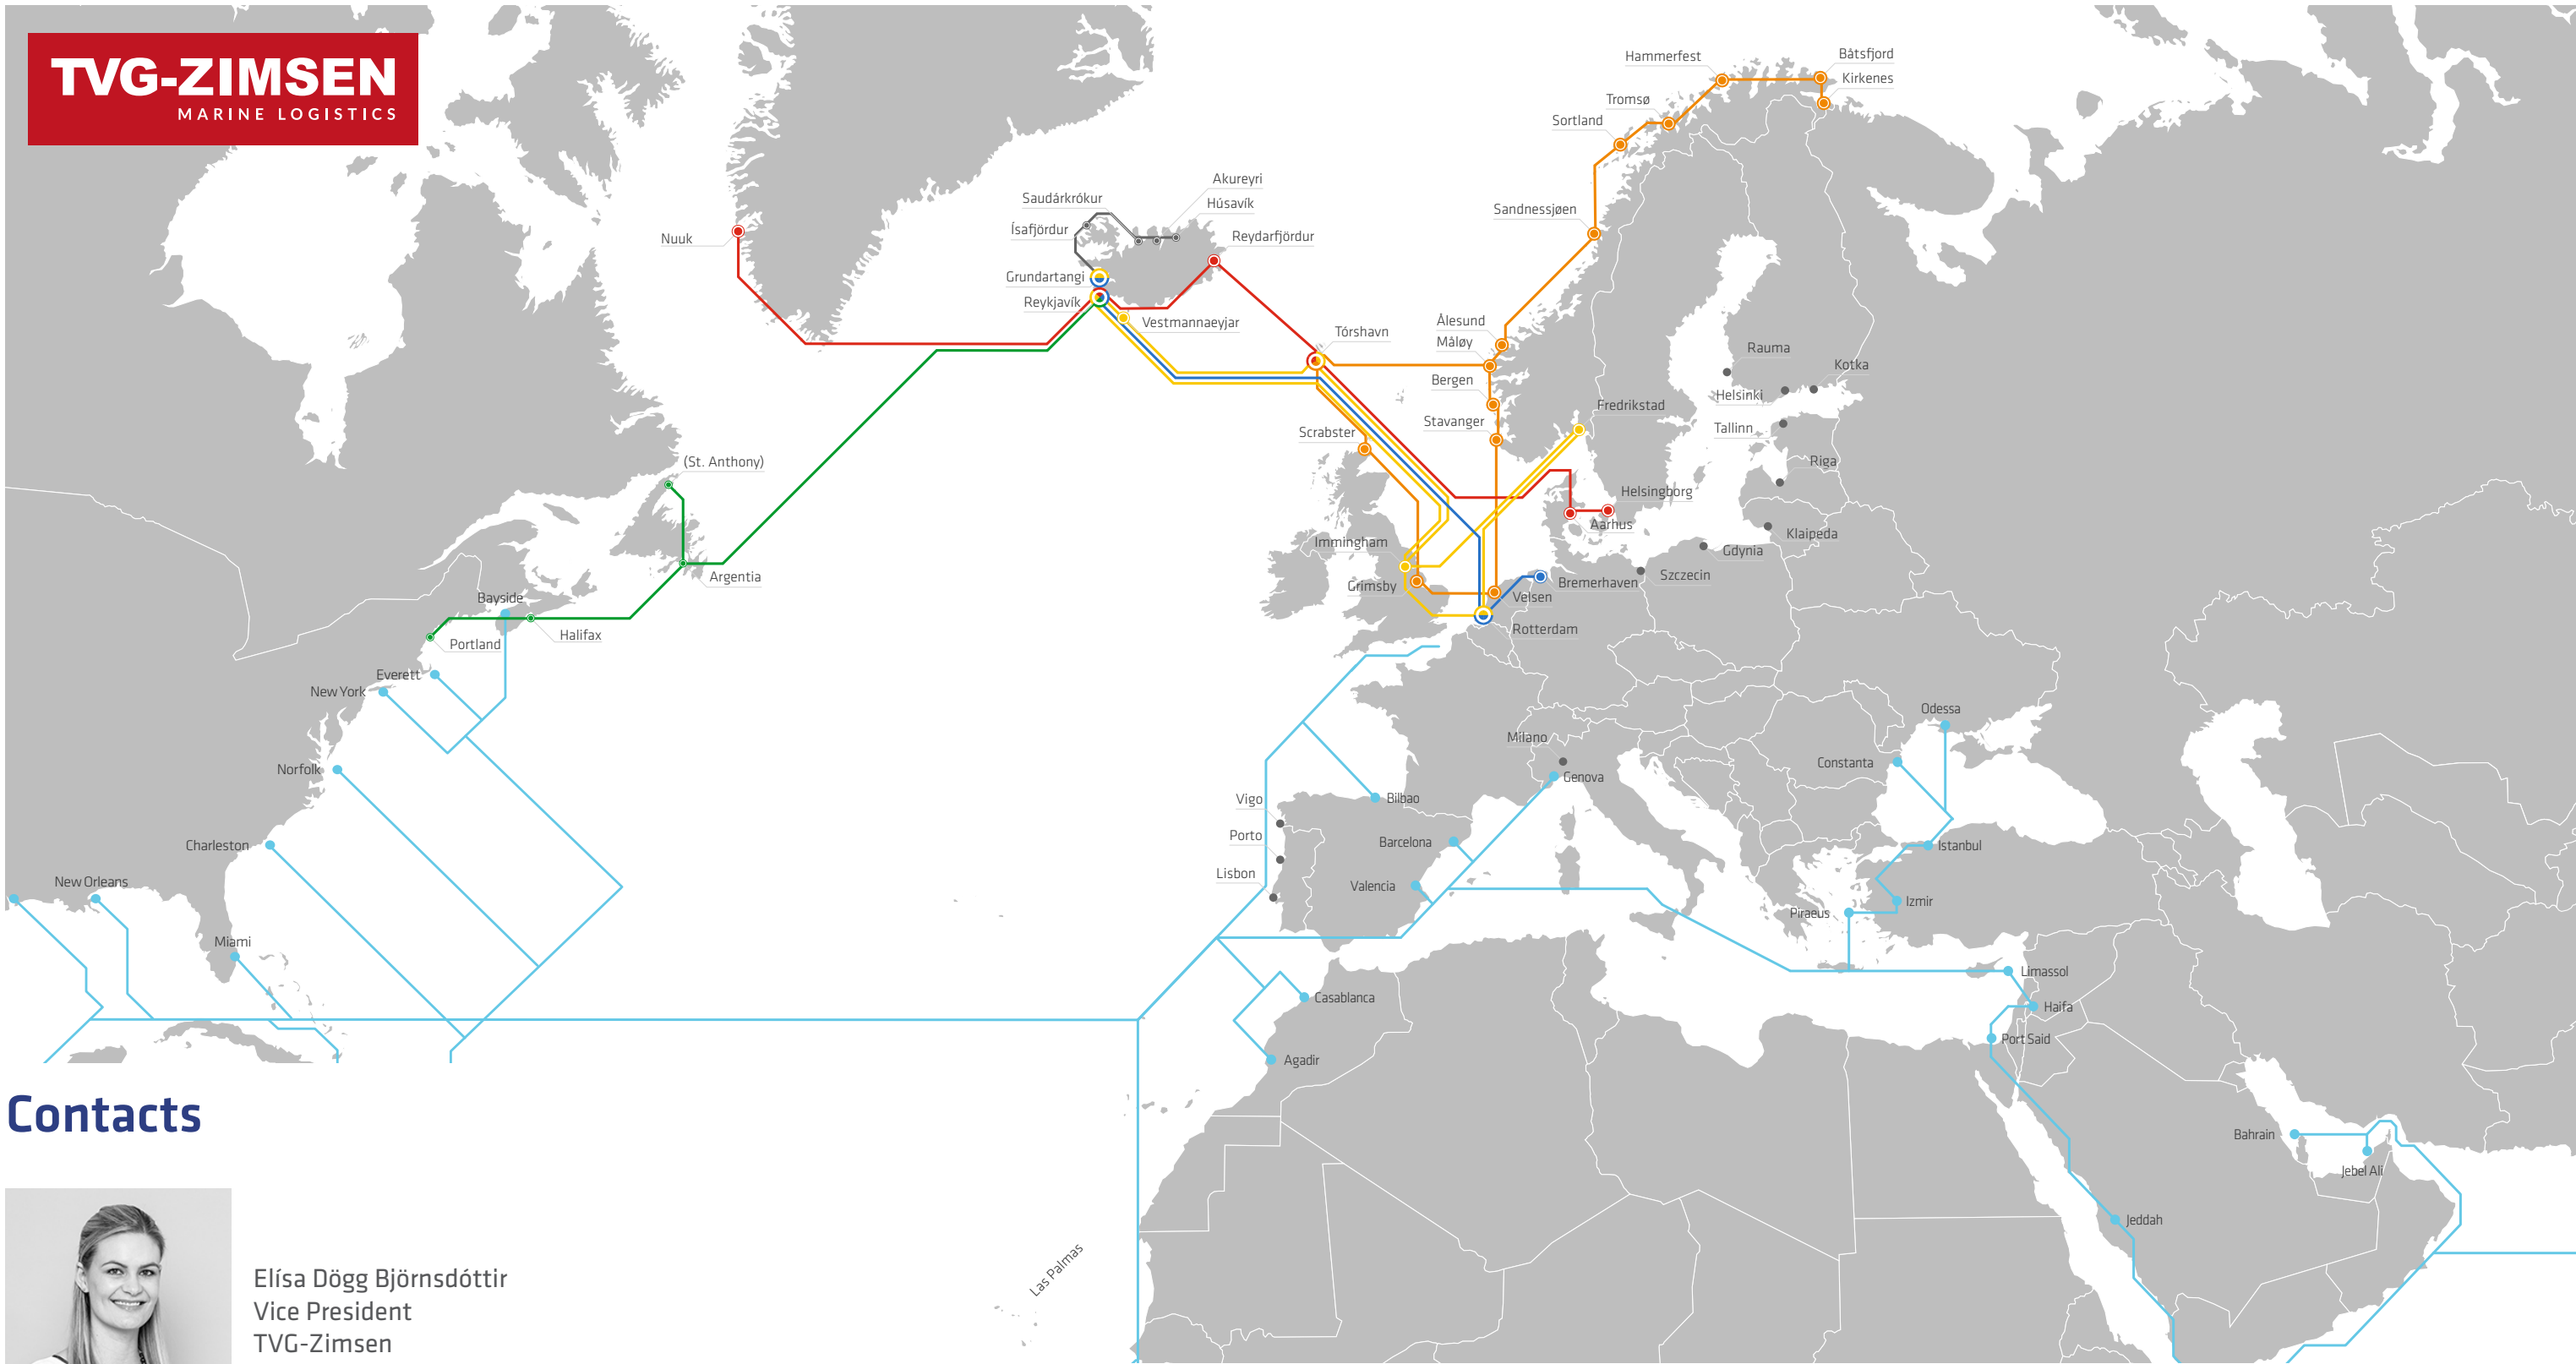 TVG-ZIMSEN
MARINE LOGISTICS
Hammerfest
Båtsfjord
Kirkenes
Tromsø
Sortland
Sandnessjøen
Akureyri
Saudárkrókur
Húsavík
Ísafjördur
Reydarfjördur
Nuuk
Grundartangi
Reykjavík
Vestmannaeyjar
Tórshavn
Ålesund
Måløy
Bergen
Stavanger
Fredrikstad
Scrabster
Rauma
Kotka
Helsinki
Tallinn
Riga
Helsingborg
Aarhus
Klaipeda
Gdynia
Szczecin
(St. Anthony)
Argentia
Immingham
Grimsby
Bremerhaven
Velsen
Rotterdam
Bayside
Halifax
Portland
Everett
New York
Norfolk
Charleston
New Orleans
Miami
Odessa
Constanta
Istanbul
Izmir
Piraeus
Milano
Genova
Vigo
Bilbao
Porto
Barcelona
Lisbon
Valencia
Casablanca
Agadir
Limassol
Haifa
Port Said
Bahrain
Jebel Ali
Jeddah
Las Palmas
Contacts
Elísa Dögg Björnsdóttir
Vice President
TVG-Zimsen